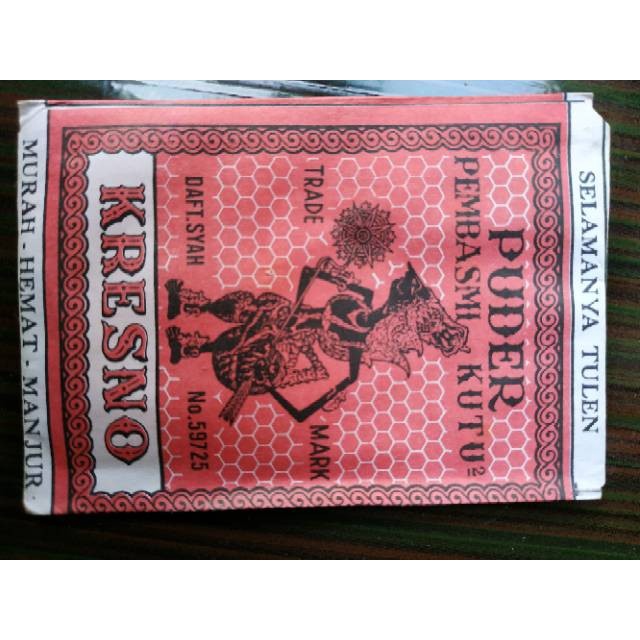 SELAMANYA TULEN
PUDER
PEMBASMI KUTU2
TRADE MARK
DAFT.SYAH No.59725
KRESNO
MURAH - HEMAT - MANJUR